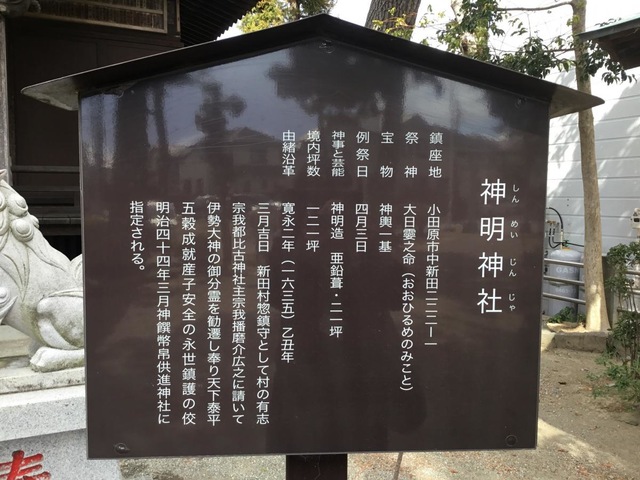 神明神社
しんめいじんじゃ
鎮座地　小田原市中新田二二二ー一
祭神　大日孁之命（おおひるめのみこと）
宝物　神輿一基
例祭日　四月三日
神事と芸能　神明造　亜鉛葺・二一坪
境内坪数　一二一坪
由緒沿革　寛永二年（一六三五）乙丑年
三月吉日　新田村惣鎮守として村の有志
宗我都比古神社主宗我播磨介広之に請いて
伊勢大神の御分霊を勧遷し奉り天下泰平
五穀成就産子安全の永世鎮護の佼
明治四十四年三月神饌幣帛供進神社に
指定される。
奉